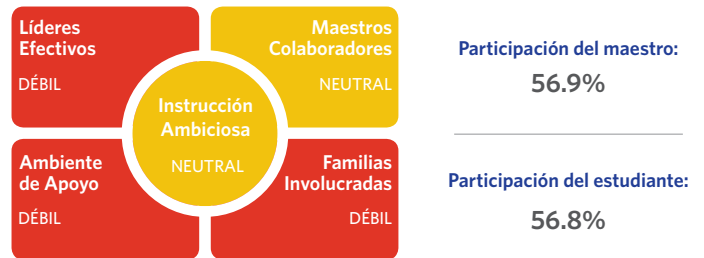 Líderes
Efectivos
DÉBIL
Maestros
Colaboradores
NEUTRAL
Instrucción
Ambiciosa
NEUTRAL
Ambiente
de Apoyo
DÉBIL
Familias
Involucradas
DÉBIL
Participación del maestro:
56.9%
Participación del estudiante:
56.8%